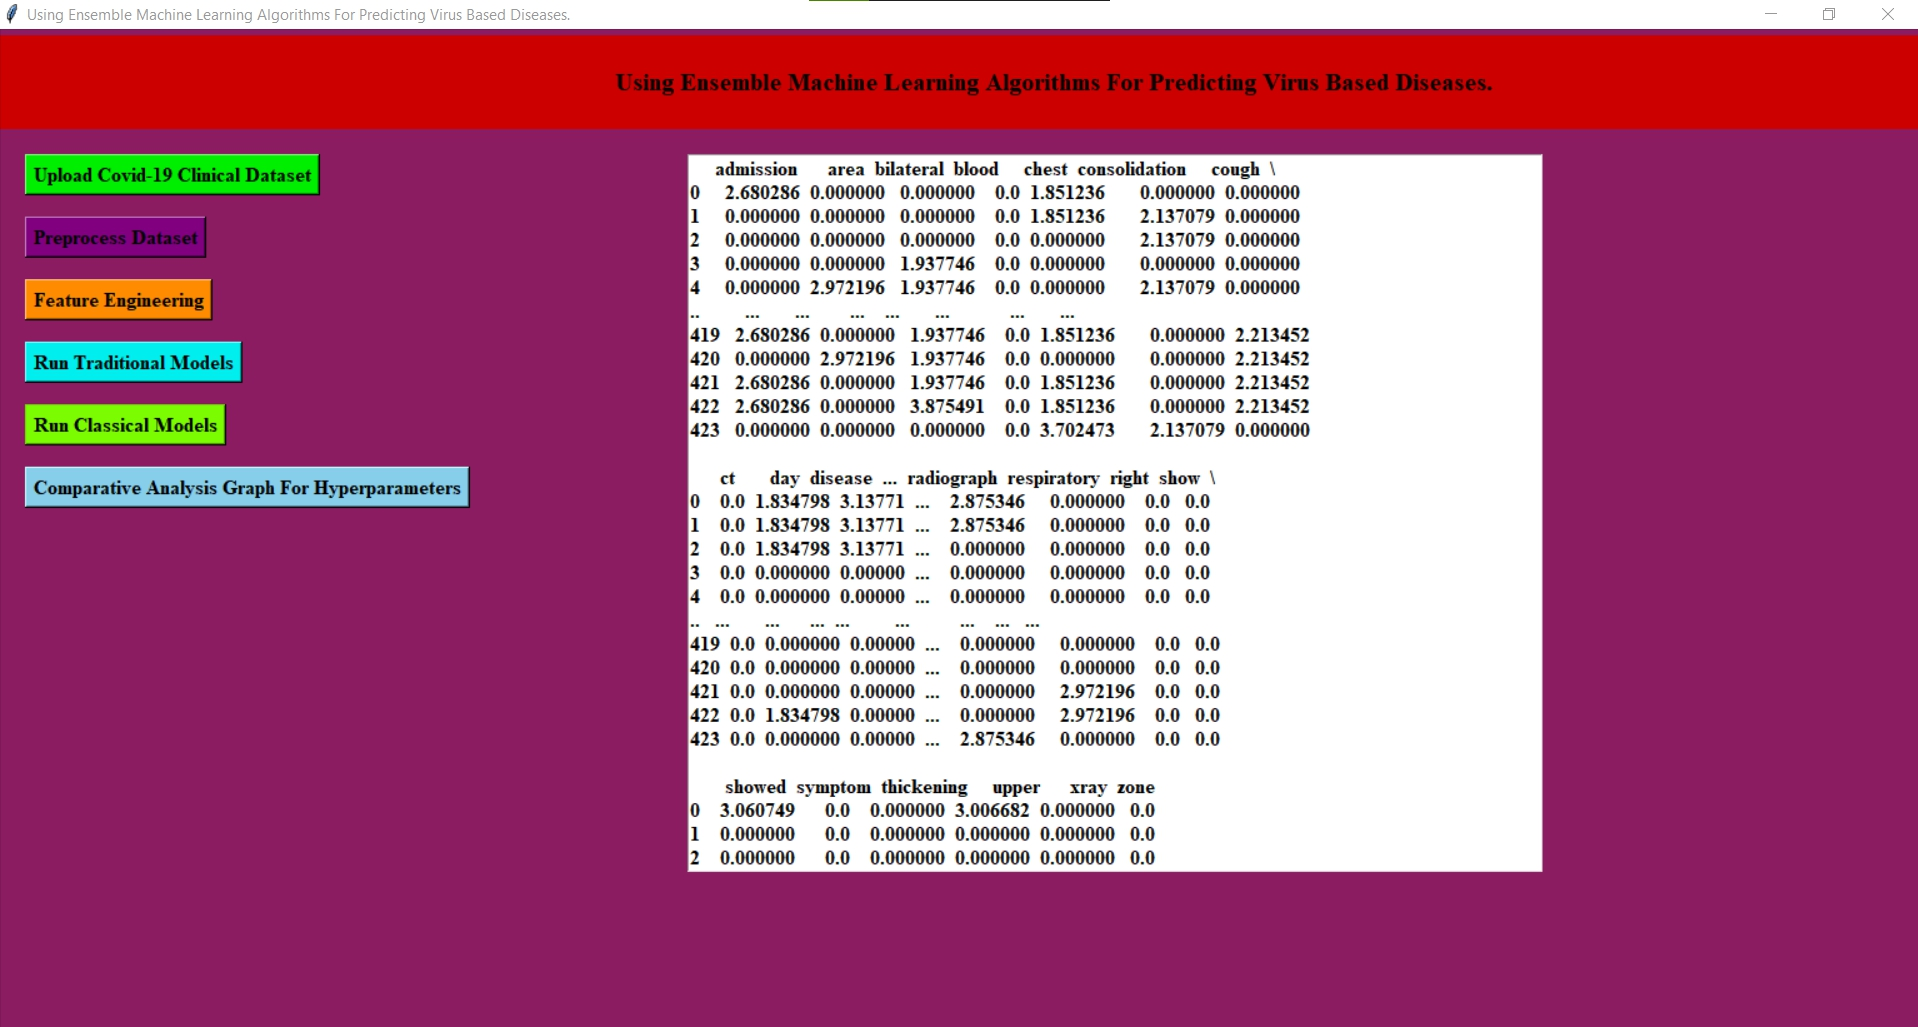 Using Ensemble Machine Learning Algorithms For Predicting Virus Based Diseases.
Using Ensemble Machine Learning Algorithms For Predicting Virus Based Diseases.
Upload Covid-19 Clinical Dataset
Preprocess Dataset
Feature Engineering
Run Traditional Models
Run Classical Models
Comparative Analysis Graph For Hyperparameters
admission area bilateral blood chest consolidation cough \
0 2.680286 0.000000 0.000000 0.0 1.851236 0.000000 0.000000
1 0.000000 0.000000 0.000000 0.0 1.851236 2.137079 0.000000
2 0.000000 0.000000 0.000000 0.0 0.000000 2.137079 0.000000
3 0.000000 0.000000 1.937746 0.0 0.000000 0.000000 0.000000
4 0.000000 2.972196 1.937746 0.0 0.000000 2.137079 0.000000
.. ... ... ... ... ... ... ...
419 2.680286 0.000000 1.937746 0.0 1.851236 0.000000 2.213452
420 0.000000 2.972196 1.937746 0.0 0.000000 0.000000 2.213452
421 2.680286 0.000000 1.937746 0.0 1.851236 0.000000 2.213452
422 2.680286 0.000000 3.875491 0.0 1.851236 0.000000 2.213452
423 0.000000 0.000000 0.000000 0.0 3.702473 2.137079 0.000000
ct day disease ... radiograph respiratory right show \
0 0.0 1.834798 3.13771 ... 2.875346 0.000000 0.0 0.0
1 0.0 1.834798 3.13771 ... 2.875346 0.000000 0.0 0.0
2 0.0 1.834798 3.13771 ... 0.000000 0.000000 0.0 0.0
3 0.0 0.000000 0.00000 ... 0.000000 0.000000 0.0 0.0
4 0.0 0.000000 0.00000 ... 0.000000 0.000000 0.0 0.0
.. ... ... ... ... ... ... ... ...
419 0.0 0.000000 0.00000 ... 0.000000 0.000000 0.0 0.0
420 0.0 0.000000 0.00000 ... 0.000000 0.000000 0.0 0.0
421 0.0 0.000000 0.00000 ... 0.000000 2.972196 0.0 0.0
422 0.0 1.834798 0.00000 ... 0.000000 2.972196 0.0 0.0
423 0.0 0.000000 0.00000 ... 2.875346 0.000000 0.0 0.0
showed symptom thickening upper xray zone
0 3.060749 0.0 0.000000 3.006682 0.000000 0.0
1 0.000000 0.0 0.000000 0.000000 0.000000 0.0
2 0.000000 0.0 0.000000 0.000000 0.000000 0.0